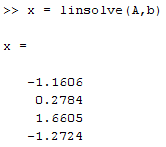 >> x = linsolve(A,b)
x =
-1.1606
0.2784
1.6605
-1.2724